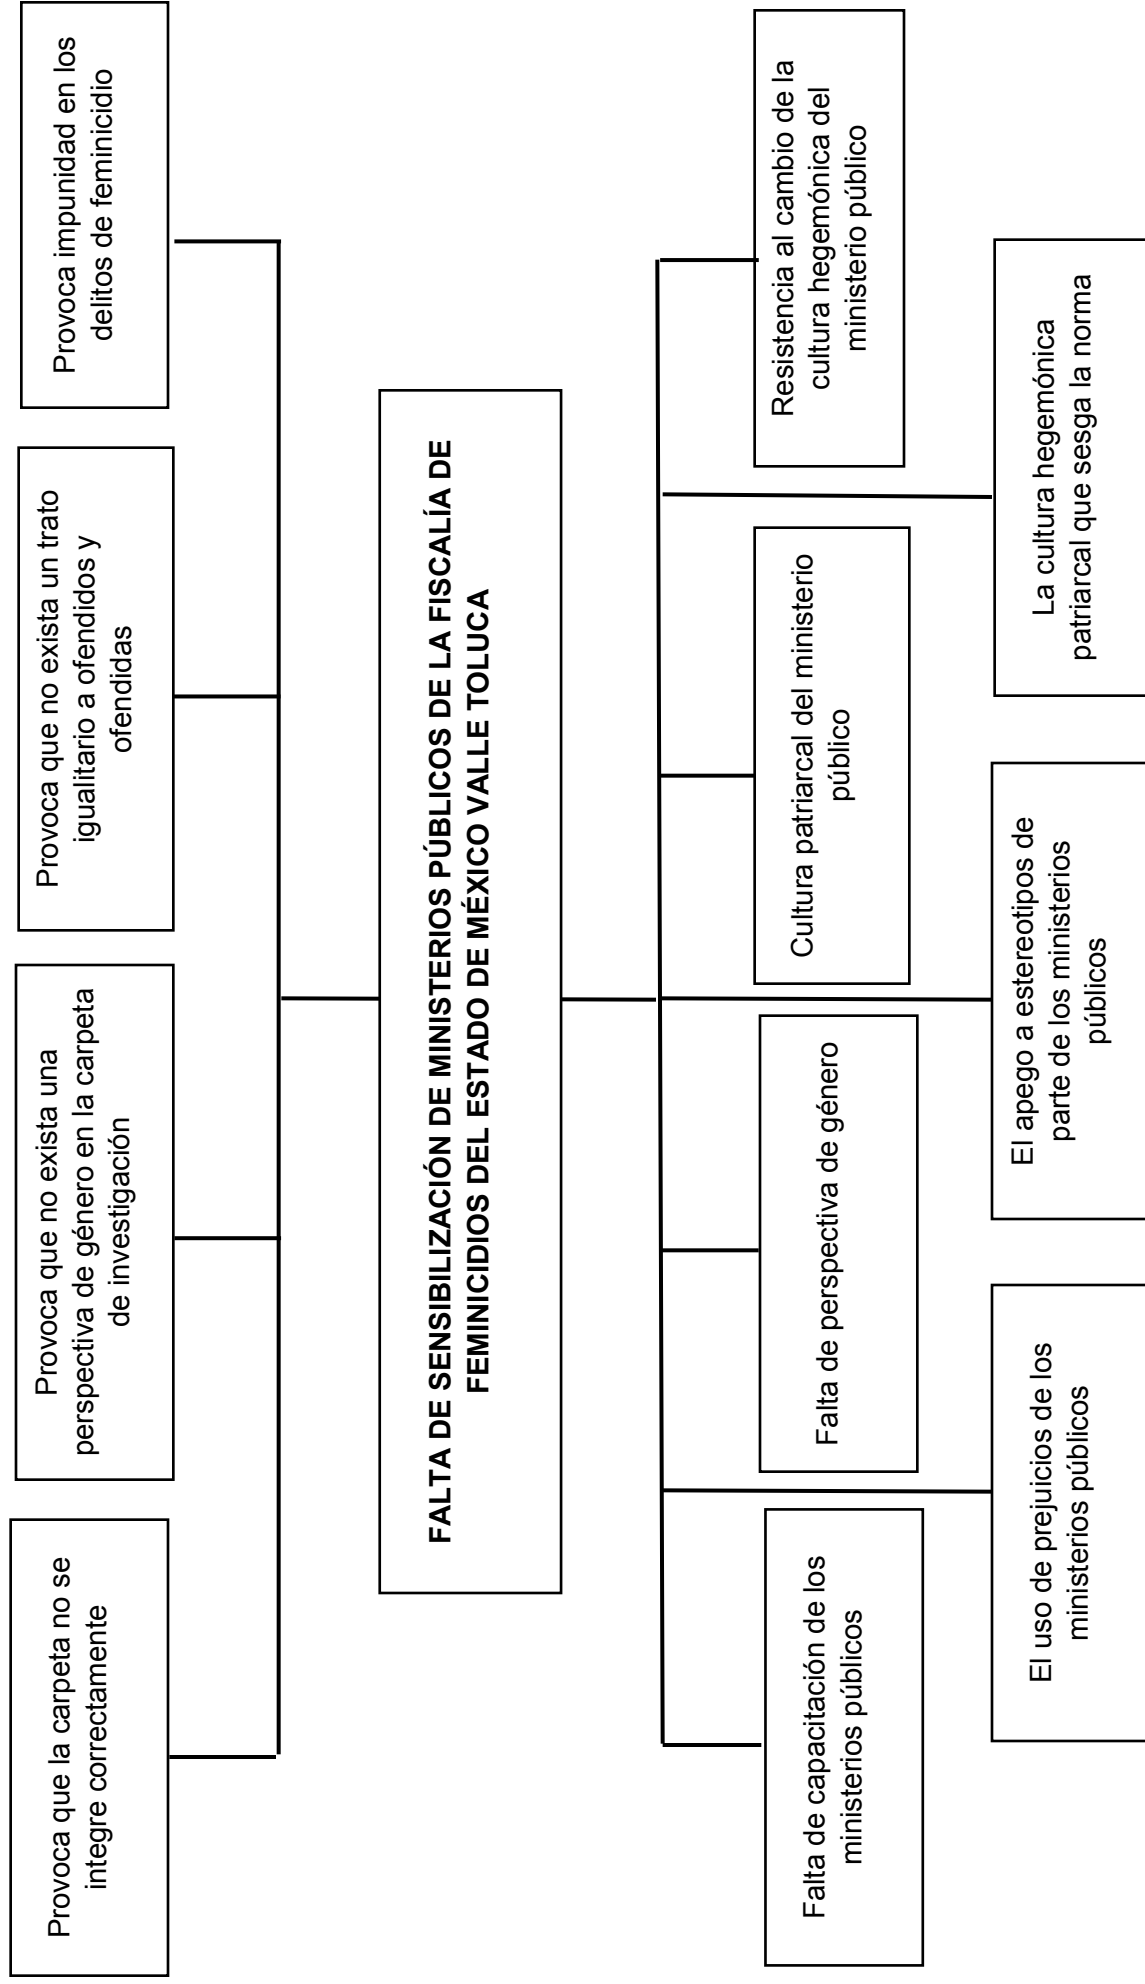 Provoca que la carpeta no se
integre correctamente
Provoca que no exista una
perspectiva de género en la carpeta
de investigación
Provoca que no exista un trato
igualitario a ofendidos y
ofendidas
Provoca impunidad en los
delitos de feminicidio
FALTA DE SENSIBILIZACIÓN DE MINISTERIOS PÚBLICOS DE LA FISCALÍA DE
FEMINICIDIOS DEL ESTADO DE MÉXICO VALLE TOLUCA
Falta de capacitación de los
ministerios públicos
Falta de perspectiva de género
Cultura patriarcal del ministerio
público
Resistencia al cambio de la
cultura hegemónica del
ministerio público
El uso de prejuicios de los
ministerios públicos
El apego a estereotipos de
parte de los ministerios
públicos
La cultura hegemónica
patriarcal que sesga la norma